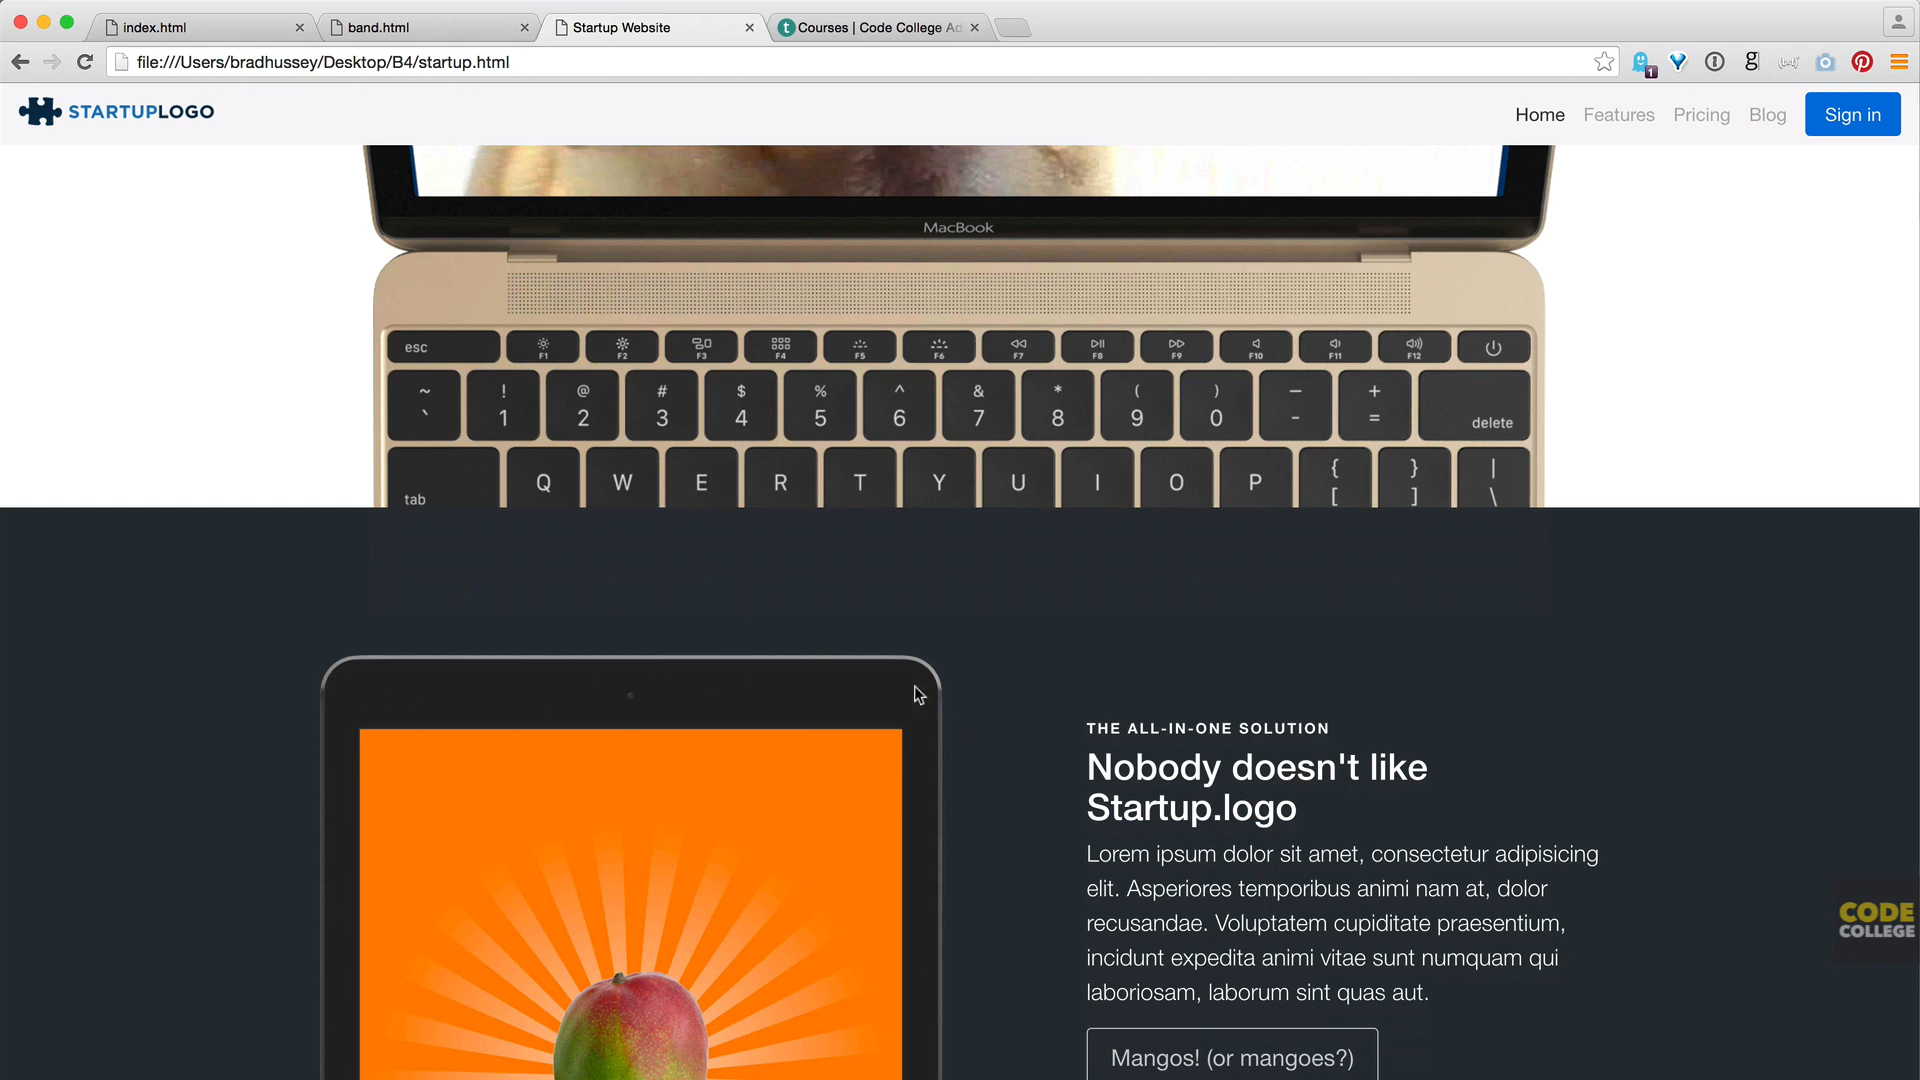 index.html
band.html
Startup Website
Courses | Code College Ad
file:///Users/bradhussey/Desktop/B4/startup.html
1
g
STARTUPLOGO
Home
Features
Pricing
Blog
Sign in
MacBook
esc F1 F2 F3 F4 F5 F6 F7 F8 F9 F10 F11 F12
~ ! @ # $ % ^ & * ( ) — +
` 1 2 3 4 5 6 7 8 9 0 - = delete
tab Q W E R T Y U I O P { [ } ] | \
THE ALL-IN-ONE SOLUTION
Nobody doesn't like
Startup.logo
Lorem ipsum dolor sit amet, consectetur adipisicing
elit. Asperiores temporibus animi nam at, dolor
recusandae. Voluptatem cupiditate praesentium,
incidunt expedita animi vitae sunt numquam qui
laboriosam, laborum sint quas aut.
Mangos! (or mangoes?)
CODE
COLLEGE